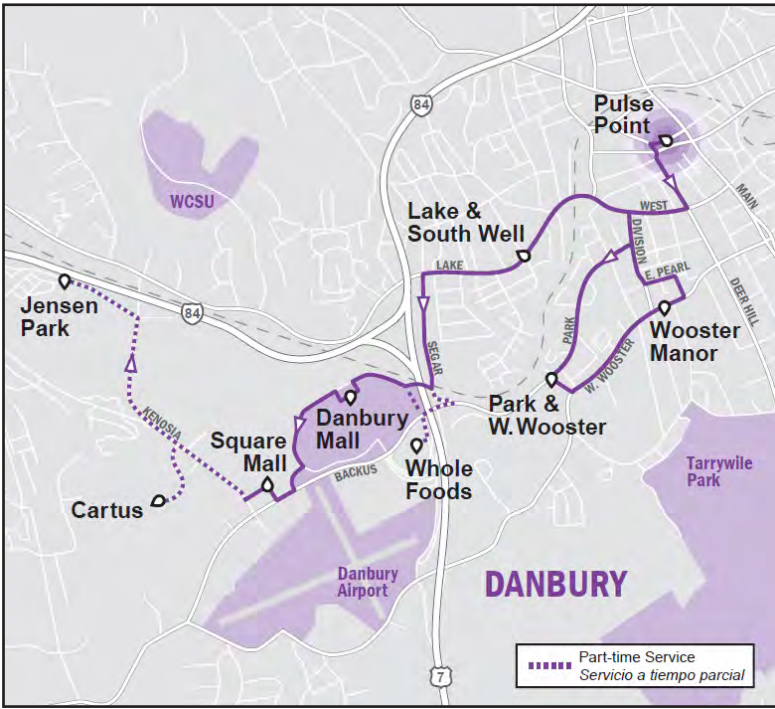 Pulse
Point
84
WCSU
MAIN
Lake &
South Well
WEST
DIVISION
LAKE
E. PEARL
DEER HILL
Jensen
Park
84
SEGAR
PARK
Wooster
Manor
W. WOOSTER
KENOSIA
Danbury
Mall
Park &
W. Wooster
Square
Mall
BACKUS
Whole
Foods
Cartus
Tarrywile
Park
Danbury
Airport
DANBURY
7
Part-time Service
Servicio a tiempo parcial